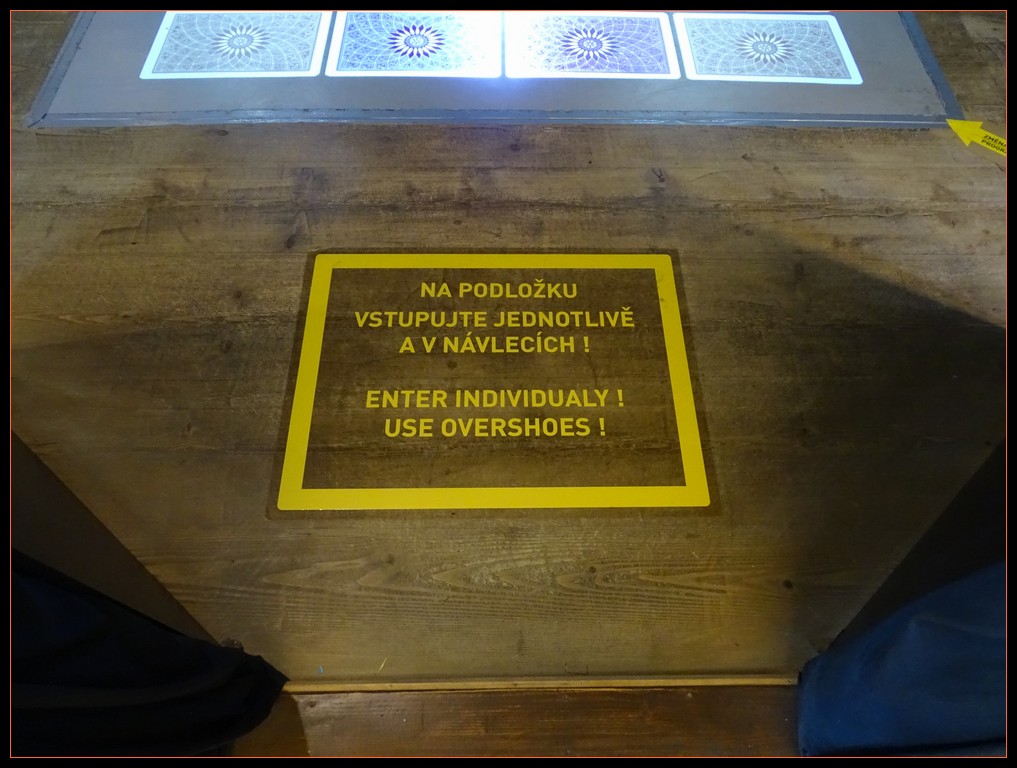 NA PODLOŽKU
VSTUPUJTE JEDNOTLIVĚ
A V NÁVLECÍCH !
ENTER INDIVIDUALY !
USE OVERSHOES !